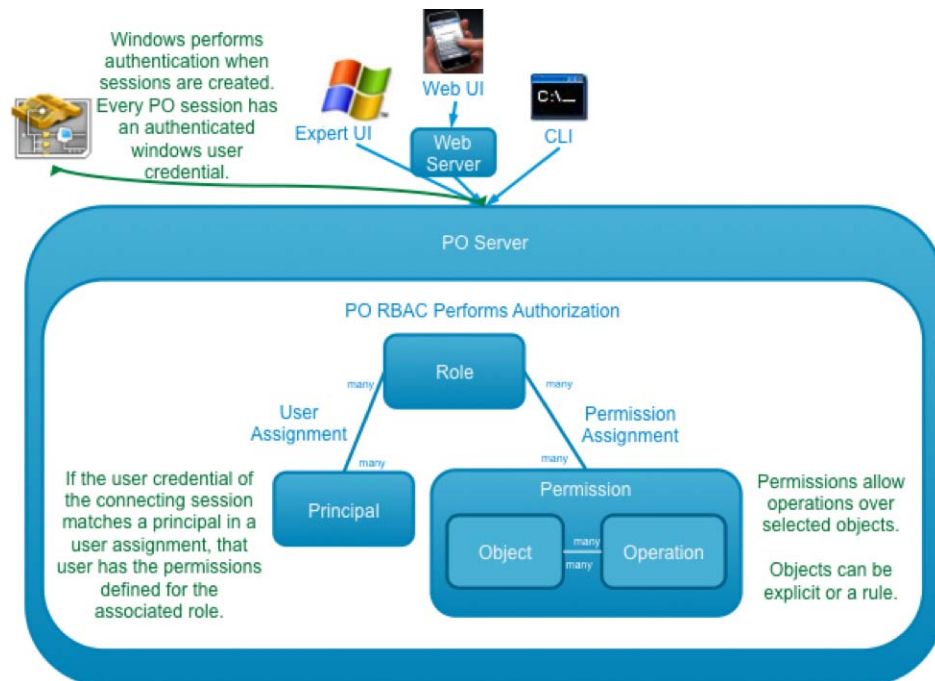 Windows performs
authentication when
sessions are created.
Every PO session has
an authenticated
windows user
credential.
Expert UI
Web UI
Web
Server
C:\_
CLI
PO Server
PO RBAC Performs Authorization
Role
many
many
User
Assignment
Permission
Assignment
many
many
If the user credential of
the connecting session
matches a principal in a
user assignment, that
user has the permissions
defined for the
associated role.
Principal
Permission
Object
many
many
Operation
Permissions allow
operations over
selected objects.
Objects can be
explicit or a rule.